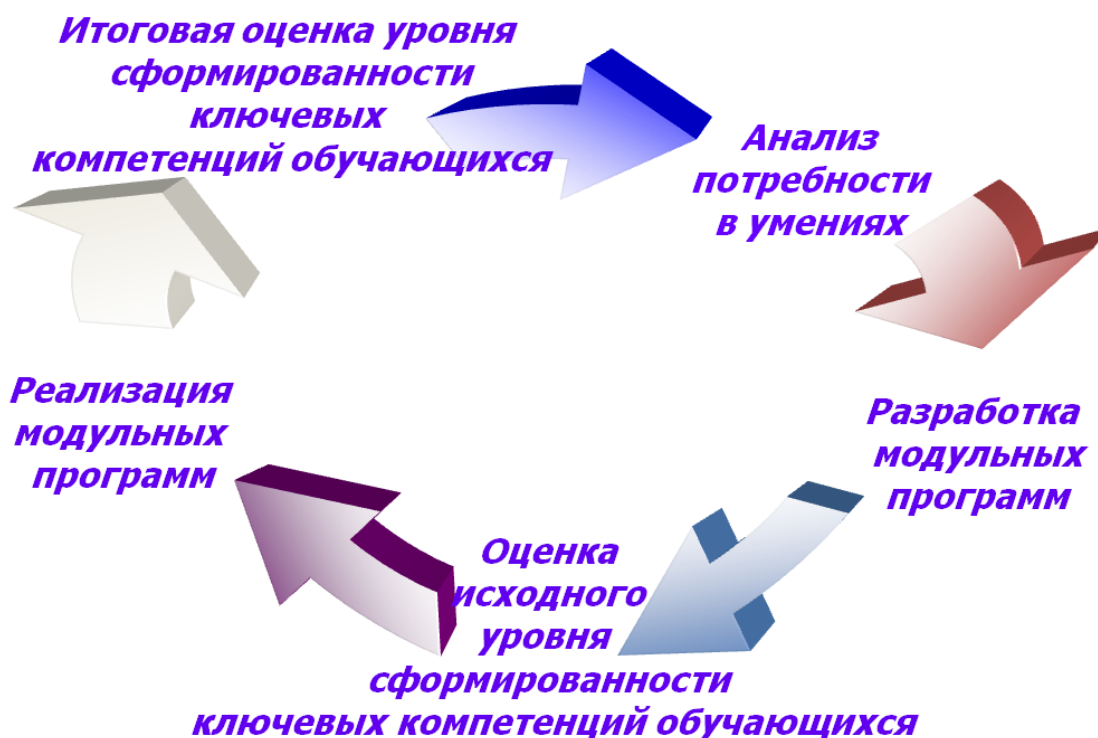 Итоговая оценка уровня
сформированности
ключевых
компетенций обучающихся
Анализ
потребности
в умениях
Разработка
модульных
программ
Оценка
исходного
уровня
сформированности
ключевых компетенций обучающихся
Реализация
модульных
программ